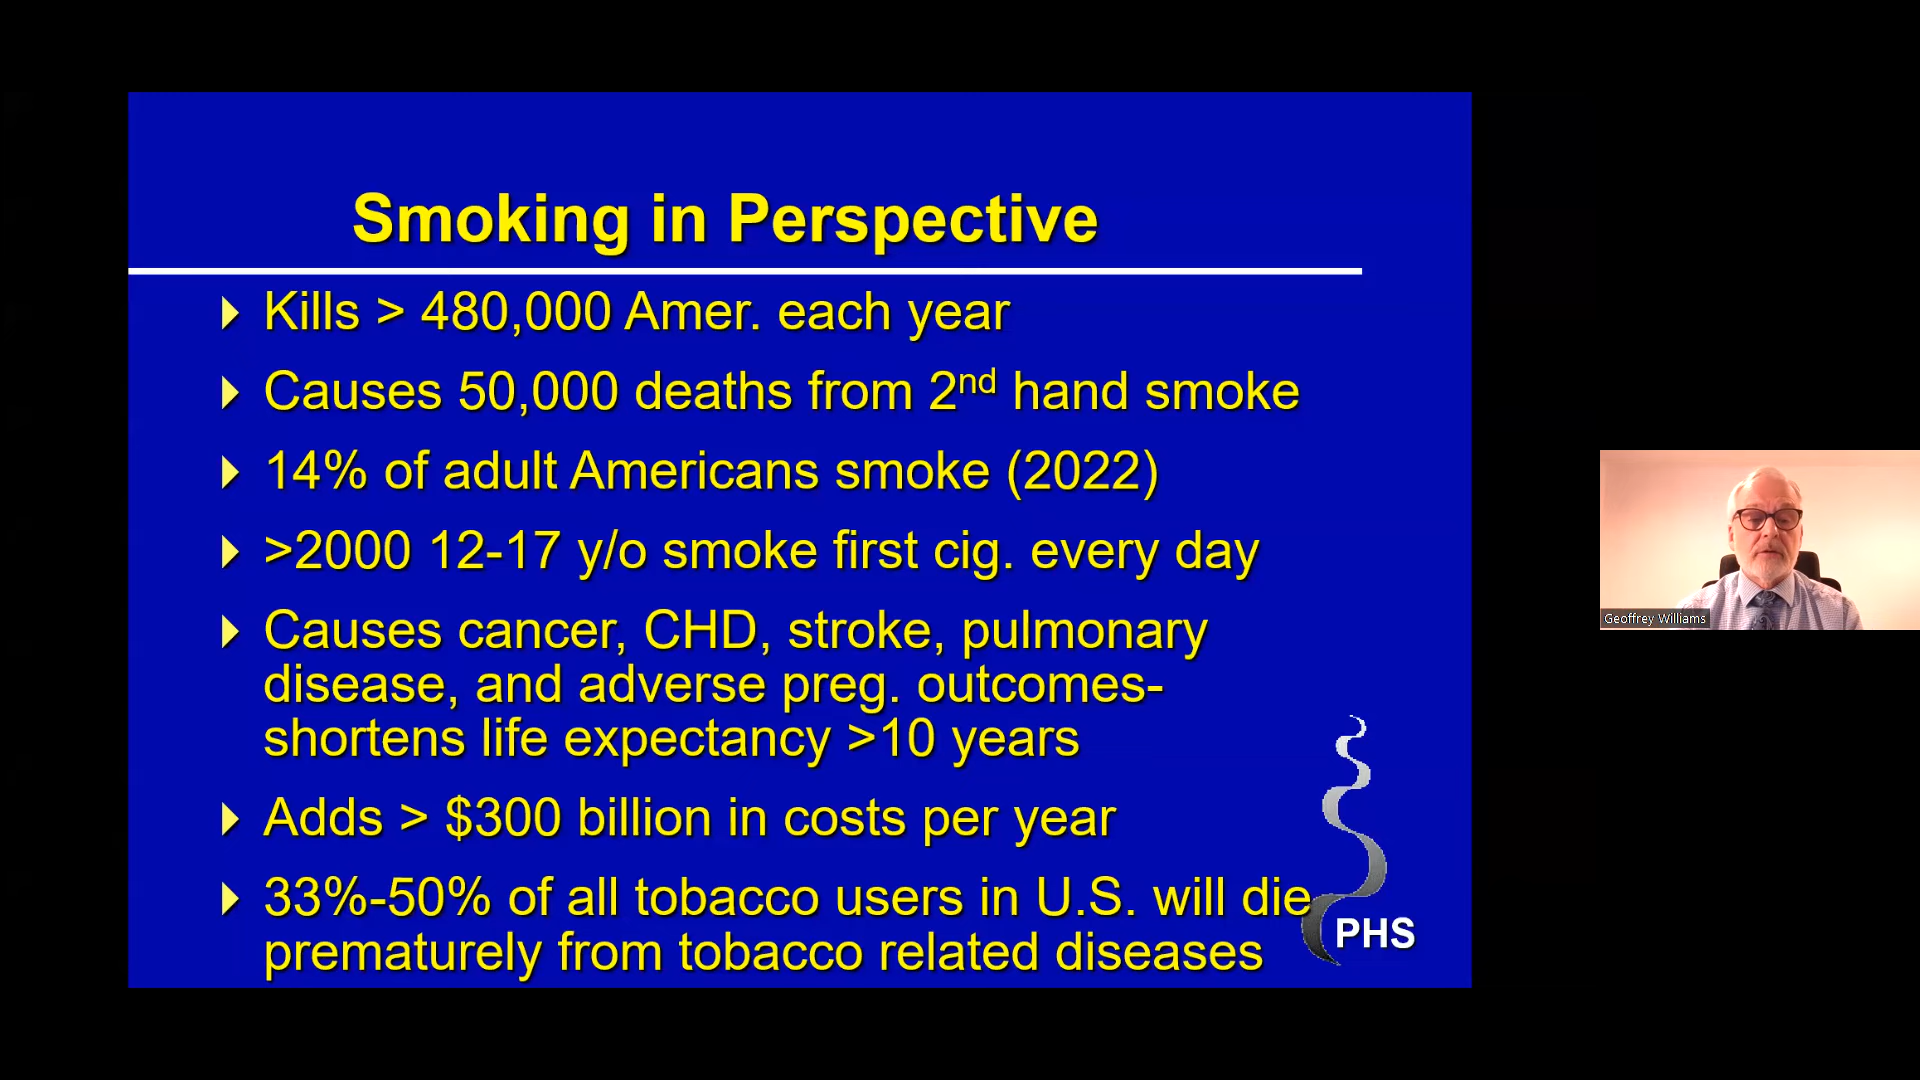 Smoking in Perspective
Kills > 480,000 Amer. each year
Causes 50,000 deaths from 2nd hand smoke
14% of adult Americans smoke (2022)
>2000 12-17 y/o smoke first cig. every day
Causes cancer, CHD, stroke, pulmonary
disease, and adverse preg. outcomes-
shortens life expectancy >10 years
Adds > $300 billion in costs per year
33%-50% of all tobacco users in U.S. will die
prematurely from tobacco related diseases
PHS
Geoffrey Williams